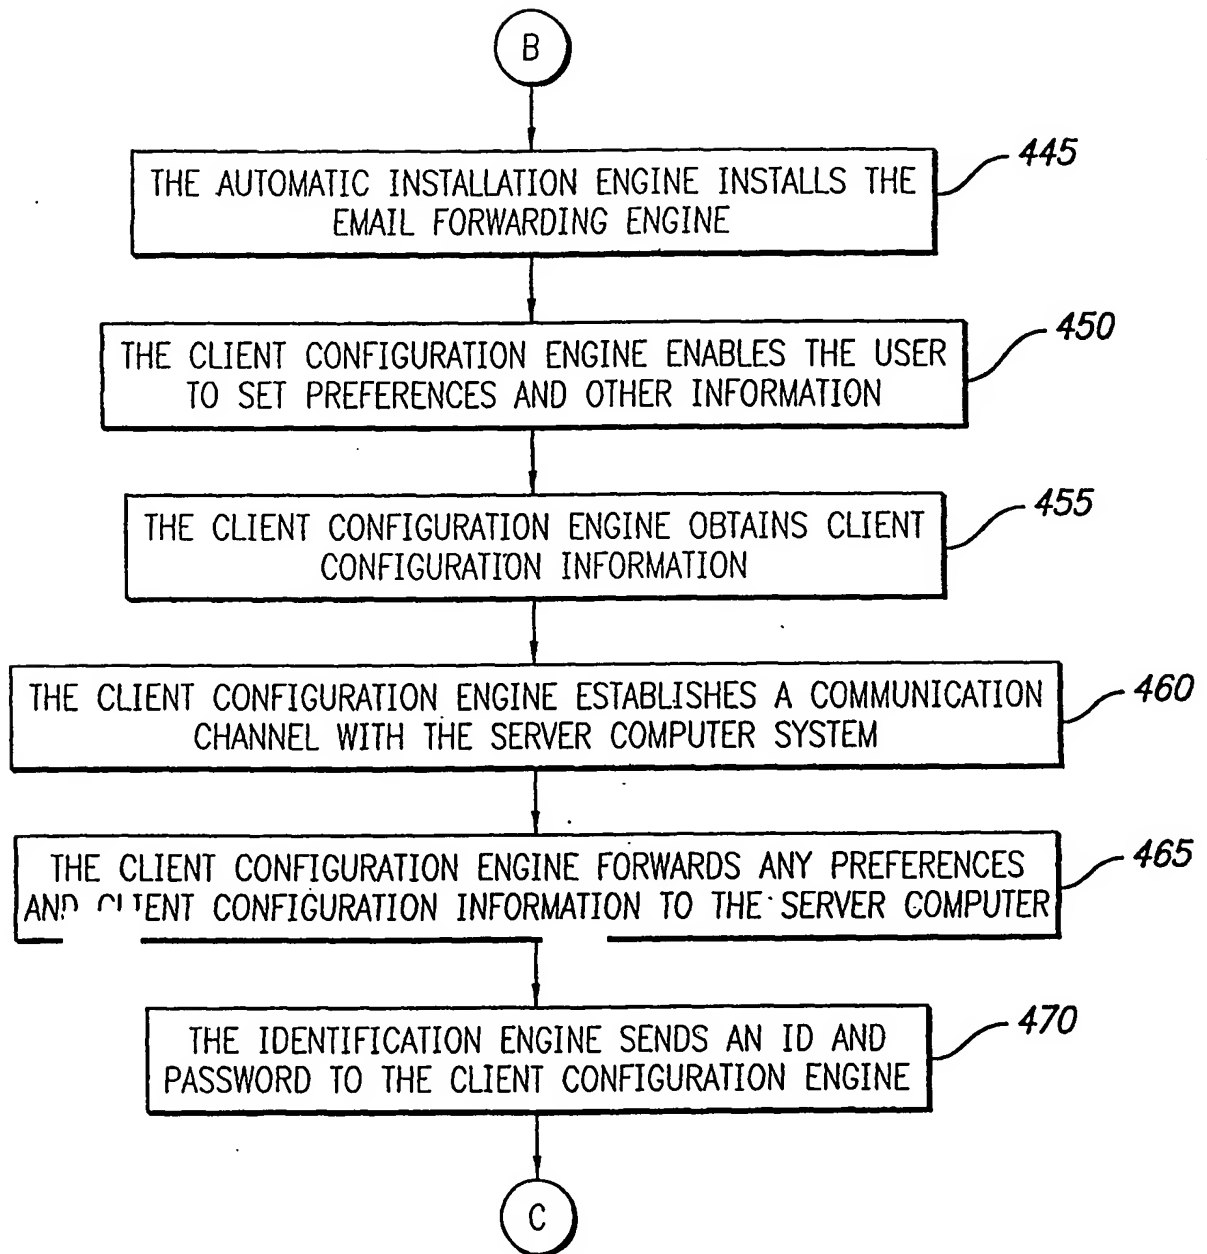 B
THE AUTOMATIC INSTALLATION ENGINE INSTALLS THE
EMAIL FORWARDING ENGINE
445
THE CLIENT CONFIGURATION ENGINE ENABLES THE USER
TO SET PREFERENCES AND OTHER INFORMATION
450
THE CLIENT CONFIGURATION ENGINE OBTAINS CLIENT
CONFIGURATION INFORMATION
455
THE CLIENT CONFIGURATION ENGINE ESTABLISHES A COMMUNICATION
CHANNEL WITH THE SERVER COMPUTER SYSTEM
460
THE CLIENT CONFIGURATION ENGINE FORWARDS ANY PREFERENCES
AND CLIENT CONFIGURATION INFORMATION TO THE SERVER COMPUTER
465
THE IDENTIFICATION ENGINE SENDS AN ID AND
PASSWORD TO THE CLIENT CONFIGURATION ENGINE
470
C